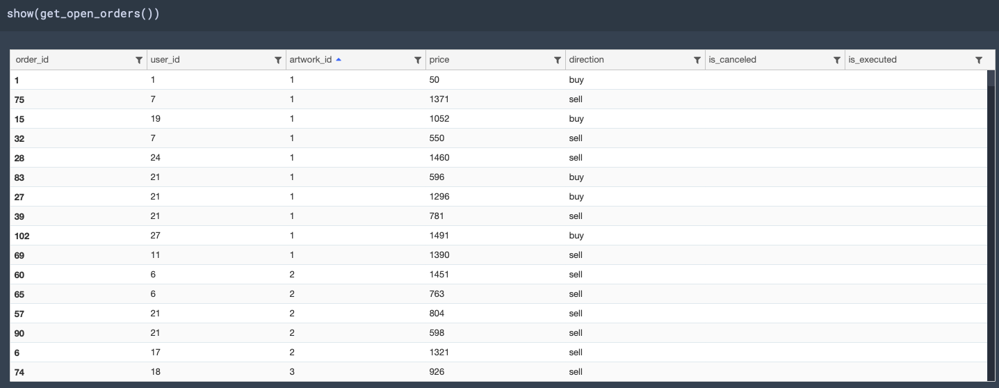 show(get_open_orders())
order_id user_id artwork_id price direction is_canceled is_executed
1 1 1 50 buy
75 7 1 1371 sell
15 19 1 1052 buy
32 7 1 550 sell
28 24 1 1460 sell
83 21 1 596 buy
27 21 1 1296 buy
39 21 1 781 sell
102 27 1 1491 buy
69 11 1 1390 sell
60 6 2 1451 sell
65 6 2 763 sell
57 21 2 804 sell
90 21 2 598 sell
6 17 2 1321 sell
74 18 3 926 sell